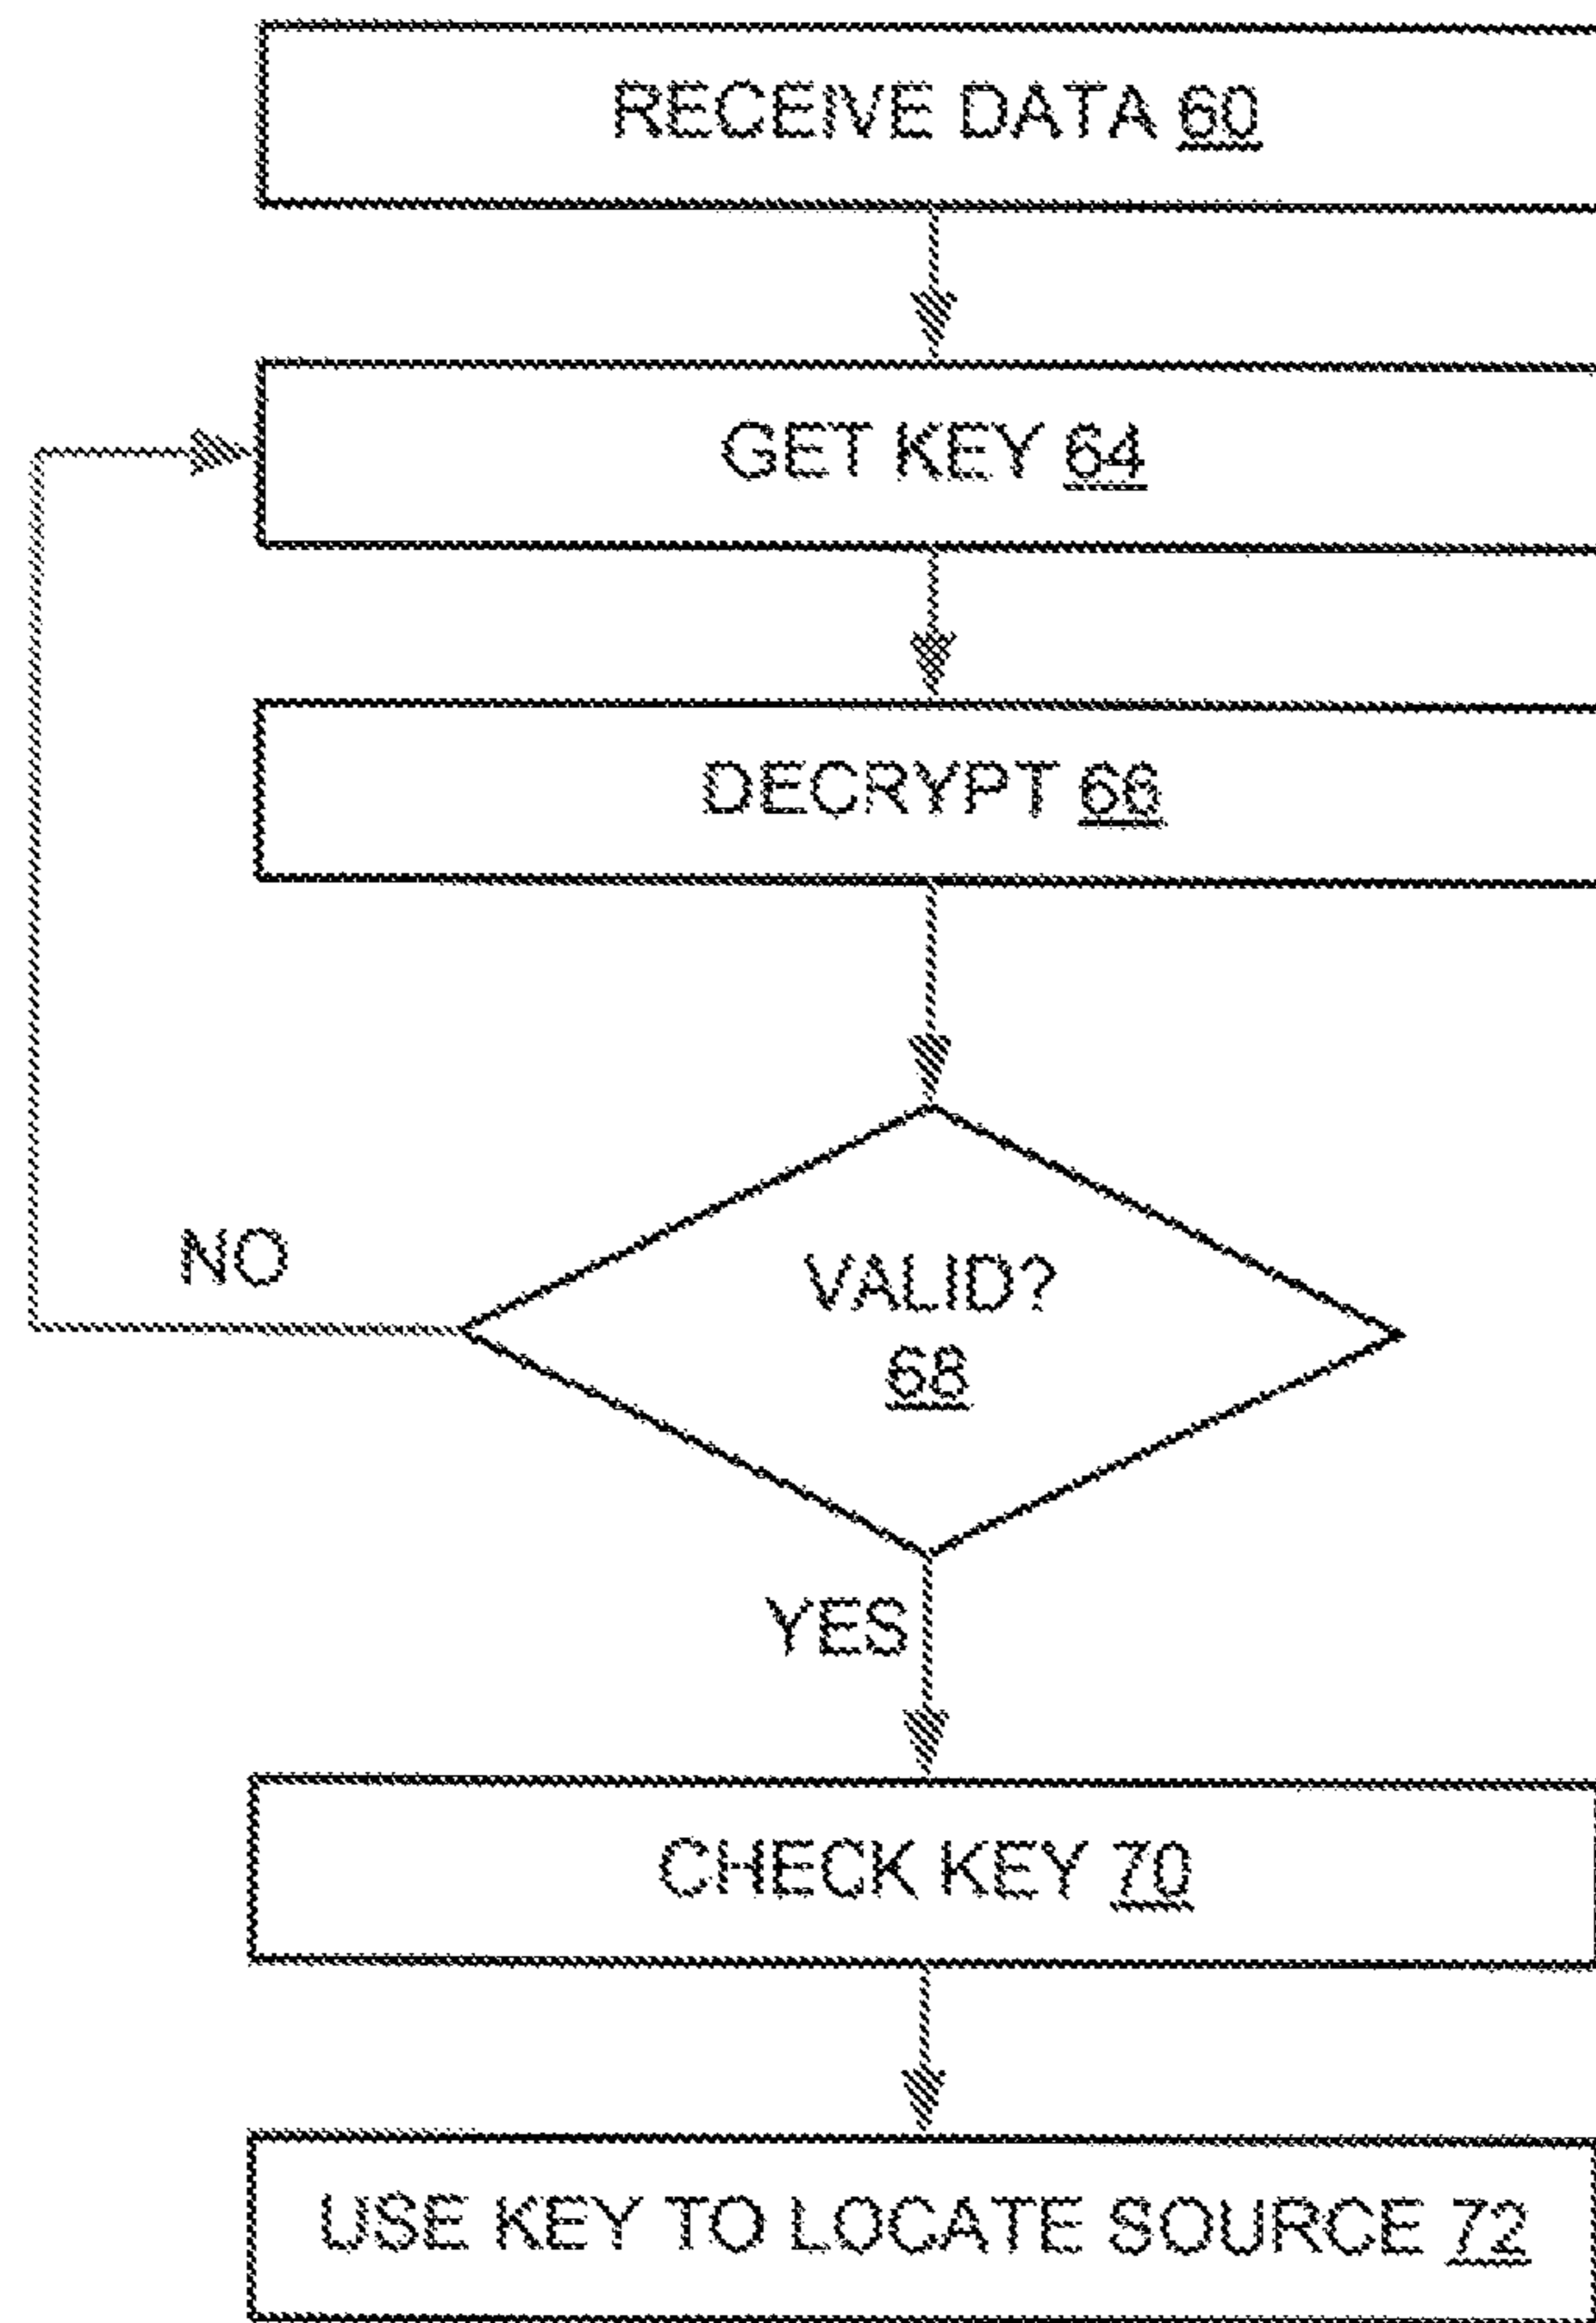 RECEIVE DATA 60
GET KEY 64
DECRYPT 66
NO
VALID?
68
YES
CHECK KEY 70
USE KEY TO LOCATE SOURCE 72